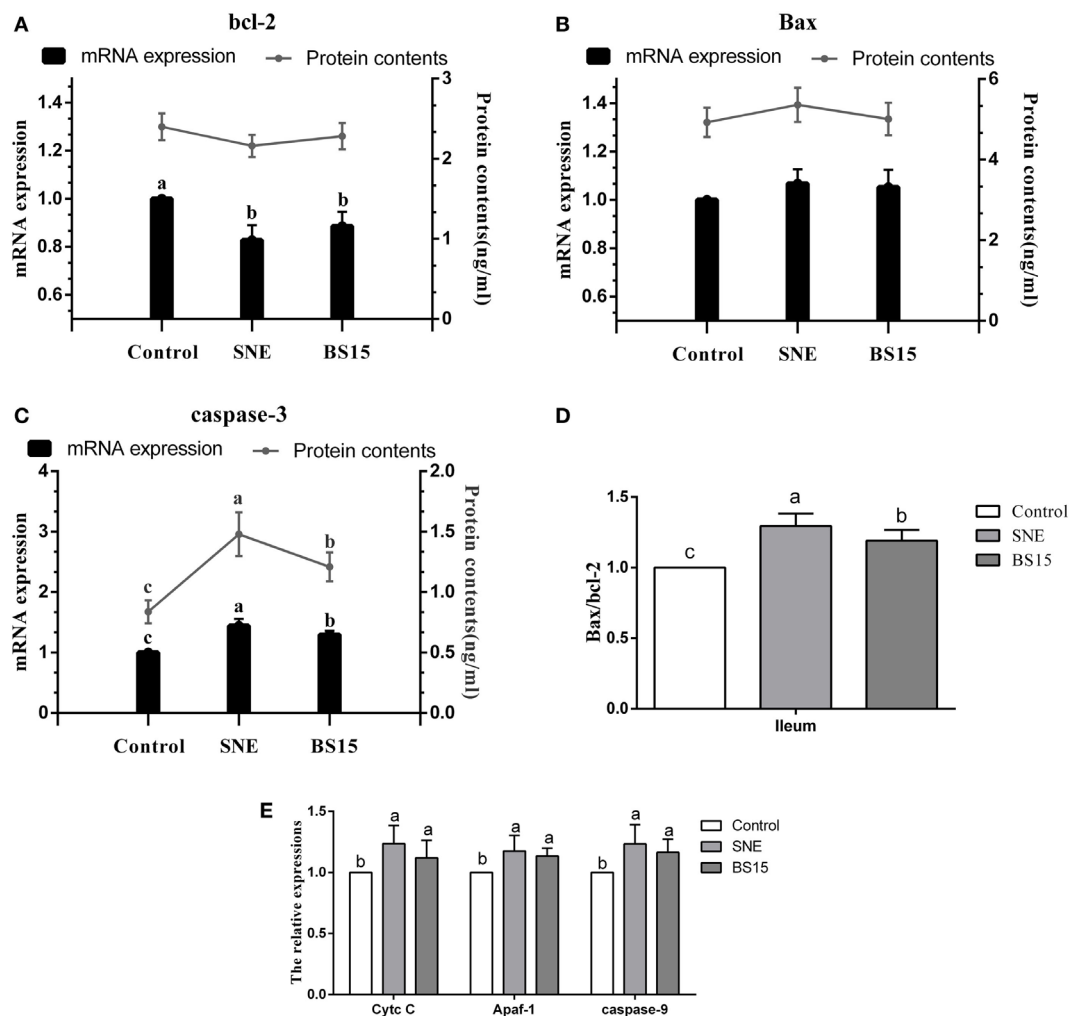 A
bcl-2
mRNA expression
Protein contents
mRNA expression
1.4
1.2
1.0
0.8
0.6
a
b
b
3
2
1
0
Protein contents(ng/ml)
Control
SNE
BS15
B
Bax
mRNA expression
Protein contents
mRNA expression
1.4
1.2
1.0
0.8
0.6
6
4
2
0
Protein contents(ng/ml)
Control
SNE
BS15
C
caspase-3
mRNA expression
Protein contents
mRNA expression
4
3
2
1
0
c
a
b
c
a
b
2.0
1.5
1.0
0.5
0.0
Protein contents(ng/ml)
Control
SNE
BS15
D
Bax/bcl-2
1.5
1.0
0.5
0.0
c
a
b
Ileum
Control
SNE
BS15
E
The relative expressions
1.5
1.0
0.5
0.0
b
a
a
b
a
a
b
a
a
Cytc C
Apaf-1
caspase-9
Control
SNE
BS15